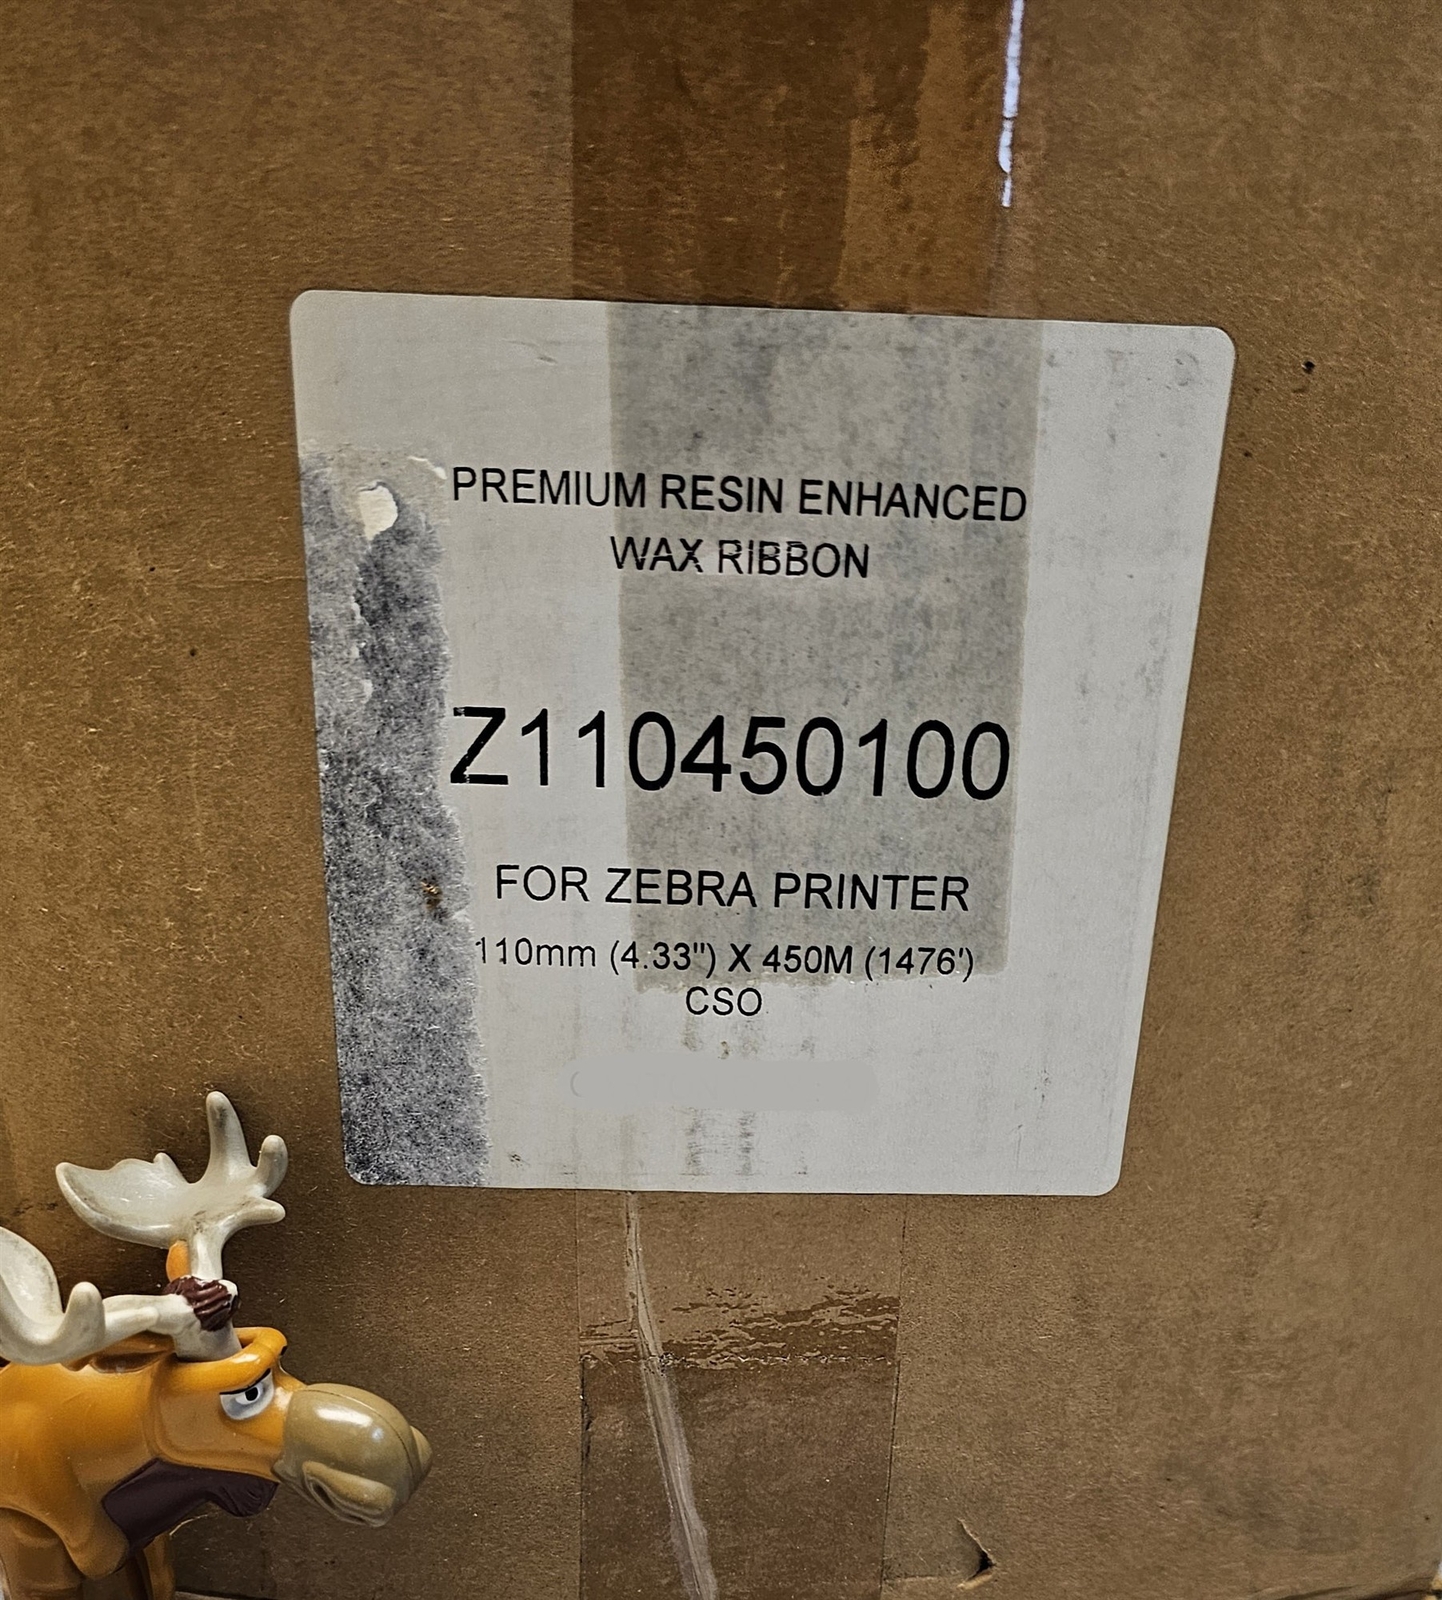 PREMIUM RESIN ENHANCED
WAX RIBBON
Z110450100
FOR ZEBRA PRINTER
110mm (4.33") X 450M (1476')
CSO